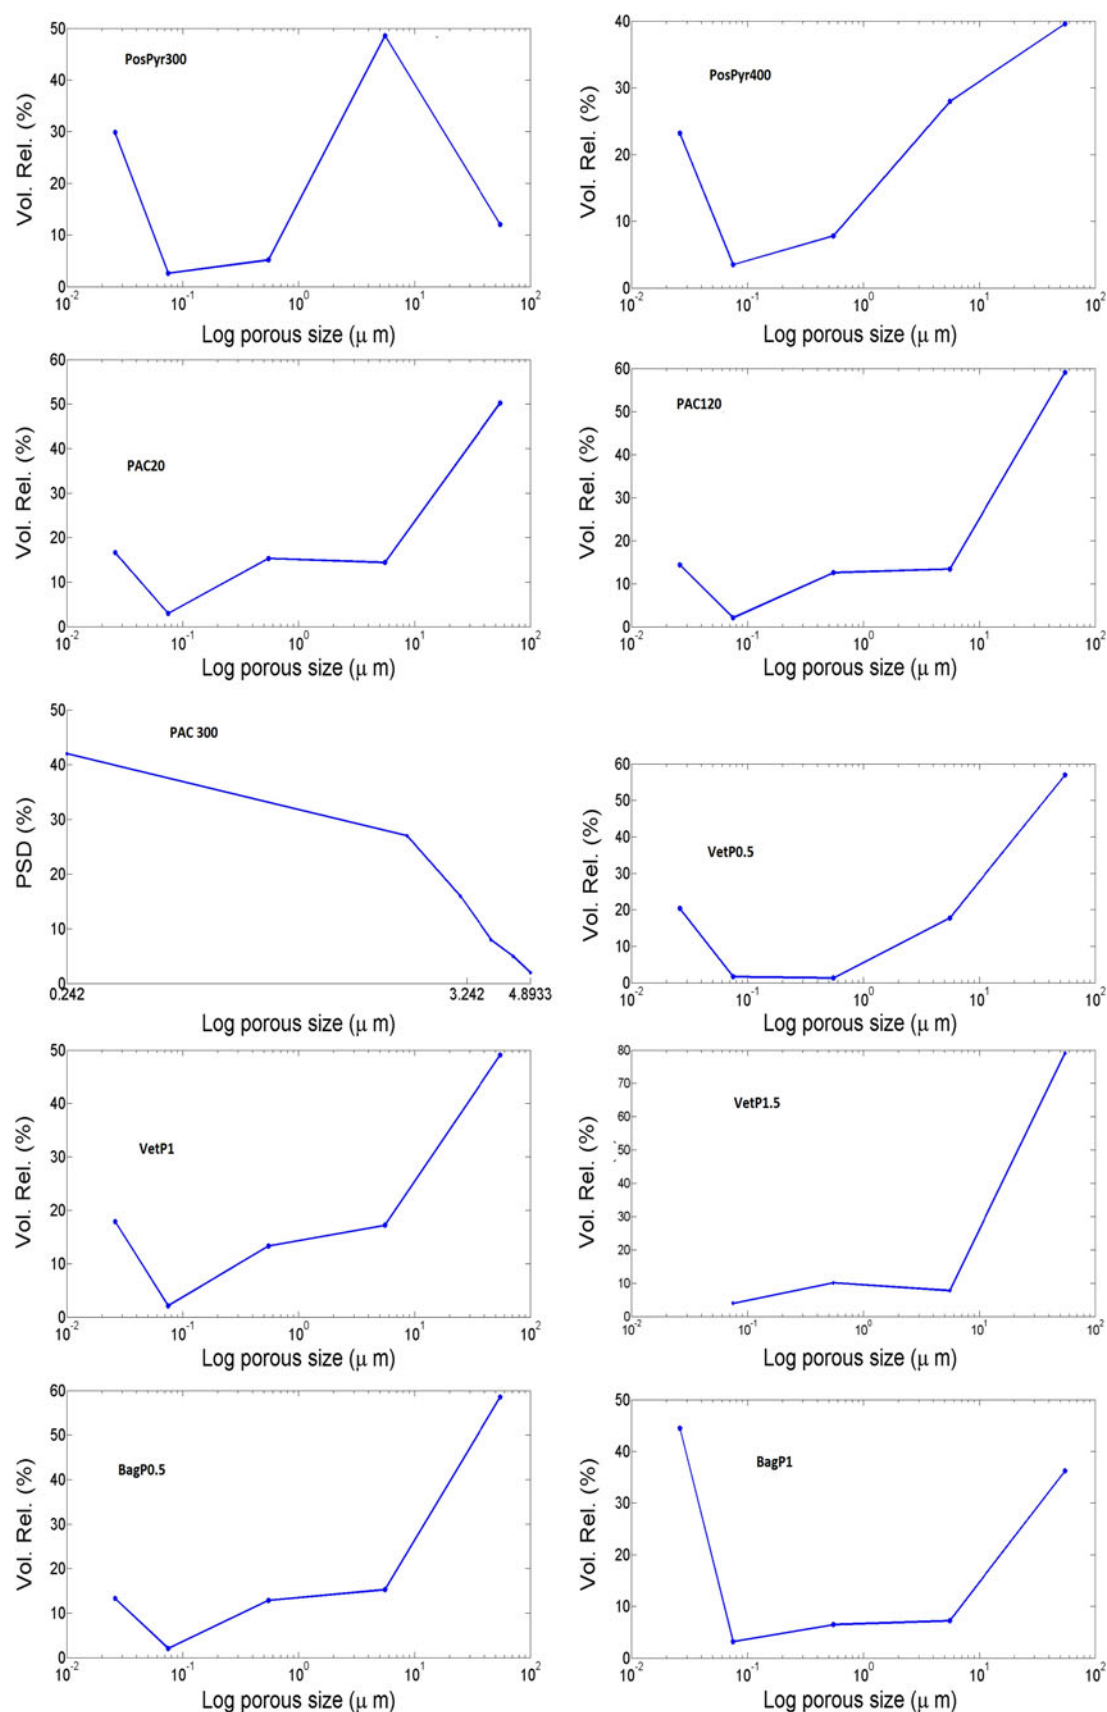 50
40
30
20
10
0
PosPyr300
Vol. Rel. (%)
10-2 10-1 100 101 102
Log porous size (μ m)
40
30
20
10
0
PosPyr400
Vol. Rel. (%)
10-2 10-1 100 101 102
Log porous size (μ m)
60
50
40
30
20
10
0
PAC20
Vol. Rel. (%)
10-2 10-1 100 101 102
Log porous size (μ m)
60
50
40
30
20
10
0
PAC120
Vol. Rel. (%)
10-2 10-1 100 101 102
Log porous size (μ m)
50
40
30
20
10
0
PAC 300
PSD (%)
0.242 3.242 4.8933
Log porous size (μ m)
60
50
40
30
20
10
0
VetP0.5
Vol. Rel. (%)
10-2 10-1 100 101 102
Log porous size (μ m)
50
40
30
20
10
0
VetP1
Vol. Rel. (%)
10-2 10-1 100 101 102
Log porous size (μ m)
80
70
60
50
40
30
20
10
0
VetP1.5
Vol. Rel. (%)
10-2 10-1 100 101 102
Log porous size (μ m)
60
50
40
30
20
10
0
BagP0.5
Vol. Rel. (%)
10-2 10-1 100 101 102
Log porous size (μ m)
50
40
30
20
10
0
BagP1
Vol. Rel. (%)
10-2 10-1 100 101 102
Log porous size (μ m)